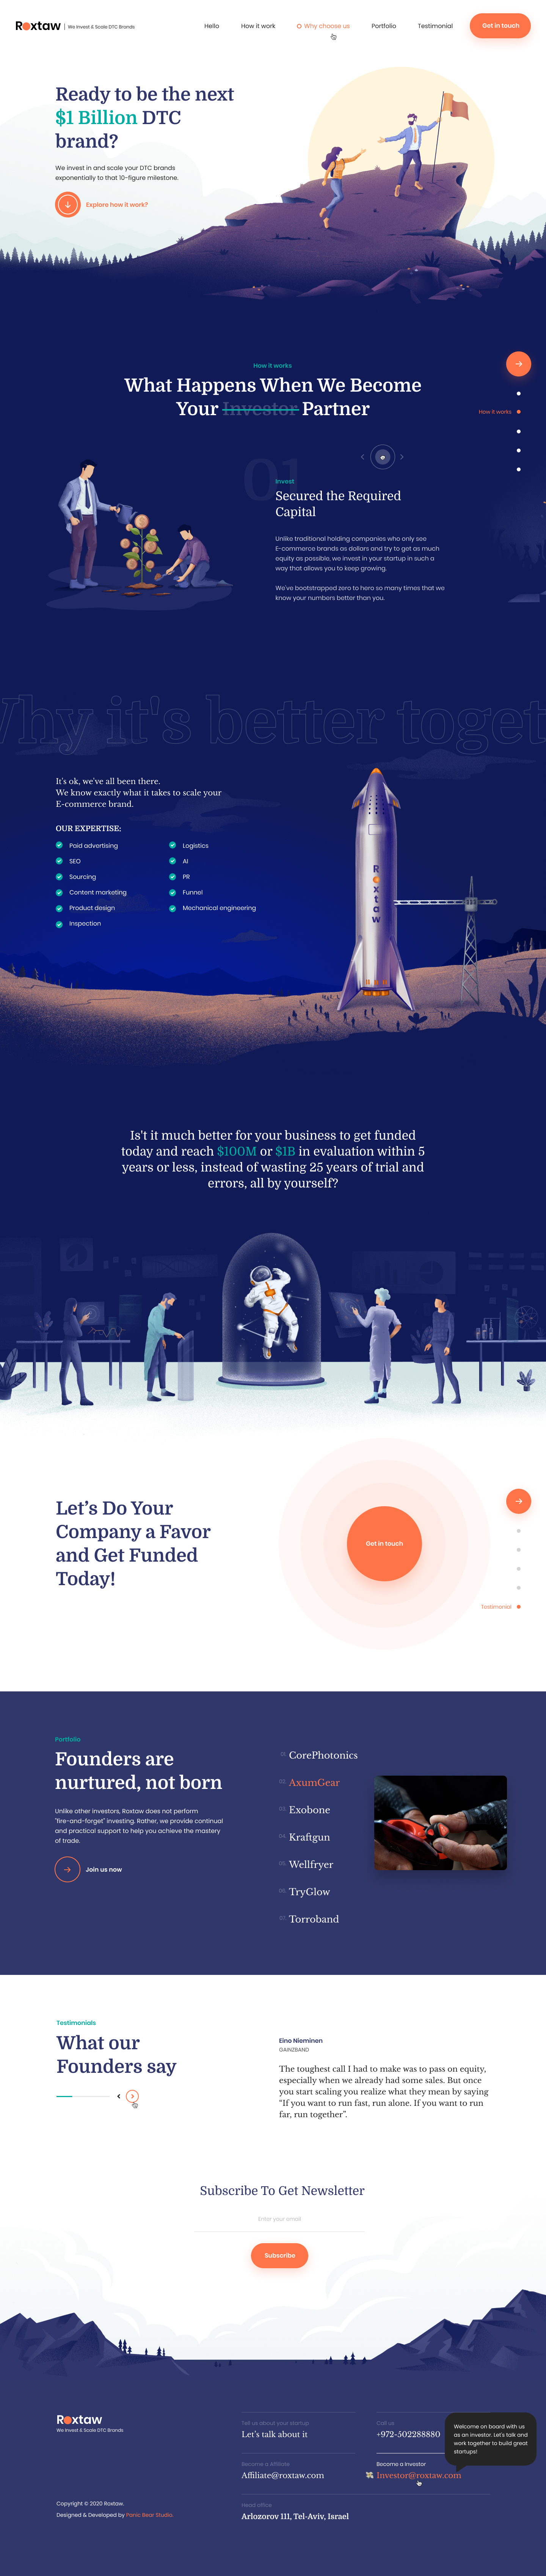 Roxtaw | We Invest & Scale DTC Brands
Hello
How it work
Why choose us
Portfolio
Testimonial
Get in touch
Ready to be the next
$1 Billion DTC
brand?
We invest in and scale your DTC brands
exponentially to that 10-figure milestone.
Explore how it work?
How it works
What Happens When We Become
Your Investor Partner
How it works
01
Invest
Secured the Required
Capital
Unlike traditional holding companies who only see
E-commerce brands as dollars and try to get as much
equity as possible, we invest in your startup in such a
way that allows you to keep growing.
We've bootstrapped zero to hero so many times that we
know your numbers better than you.
Why it's better toget
It's ok, we've all been there.
We know exactly what it takes to scale your
E-commerce brand.
OUR EXPERTISE:
Paid advertising
SEO
Sourcing
Content marketing
Product design
Inspection
Logistics
AI
PR
Funnel
Mechanical engineering
Roxtaw
Is't it much better for your business to get funded
today and reach $100M or $1B in evaluation within 5
years or less, instead of wasting 25 years of trial and
errors, all by yourself?
Let's Do Your
Company a Favor
and Get Funded
Today!
Get in touch
Testimonial
Portfolio
Founders are
nurtured, not born
Unlike other investors, Roxtaw does not perform
"fire-and-forget" investing. Rather, we provide continual
and practical support to help you achieve the mastery
of trade.
Join us now
01 CorePhotonics
02 AxumGear
03 Exobone
04 Kraftgun
05 Wellfryer
06 TryGlow
07 Torroband
Testimonials
What our
Founders say
Eino Nieminen
GAINZBAND
The toughest call I had to make was to pass on equity,
especially when we already had some sales. But once
you start scaling you realize what they mean by saying
"If you want to run fast, run alone. If you want to run
far, run together".
Subscribe To Get Newsletter
Enter your email
Subscribe
Roxtaw
We Invest & Scale DTC Brands
Tell us about your startup
Let's talk about it
Call us
+972-502288880
Welcome on board with us
as an investor. Let's talk and
work together to build great
startups!
Become a Affiliate
Affiliate@roxtaw.com
Become a Investor
Investor@roxtaw.com
Head office
Arlozorov 111, Tel-Aviv, Israel
Copyright © 2020 Roxtaw.
Designed & Developed by Panic Bear Studio.